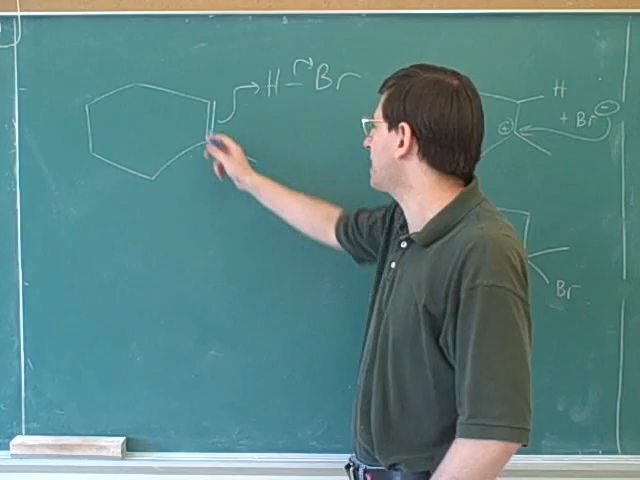 H — Br
H
⊕ + Br ⊖
Br